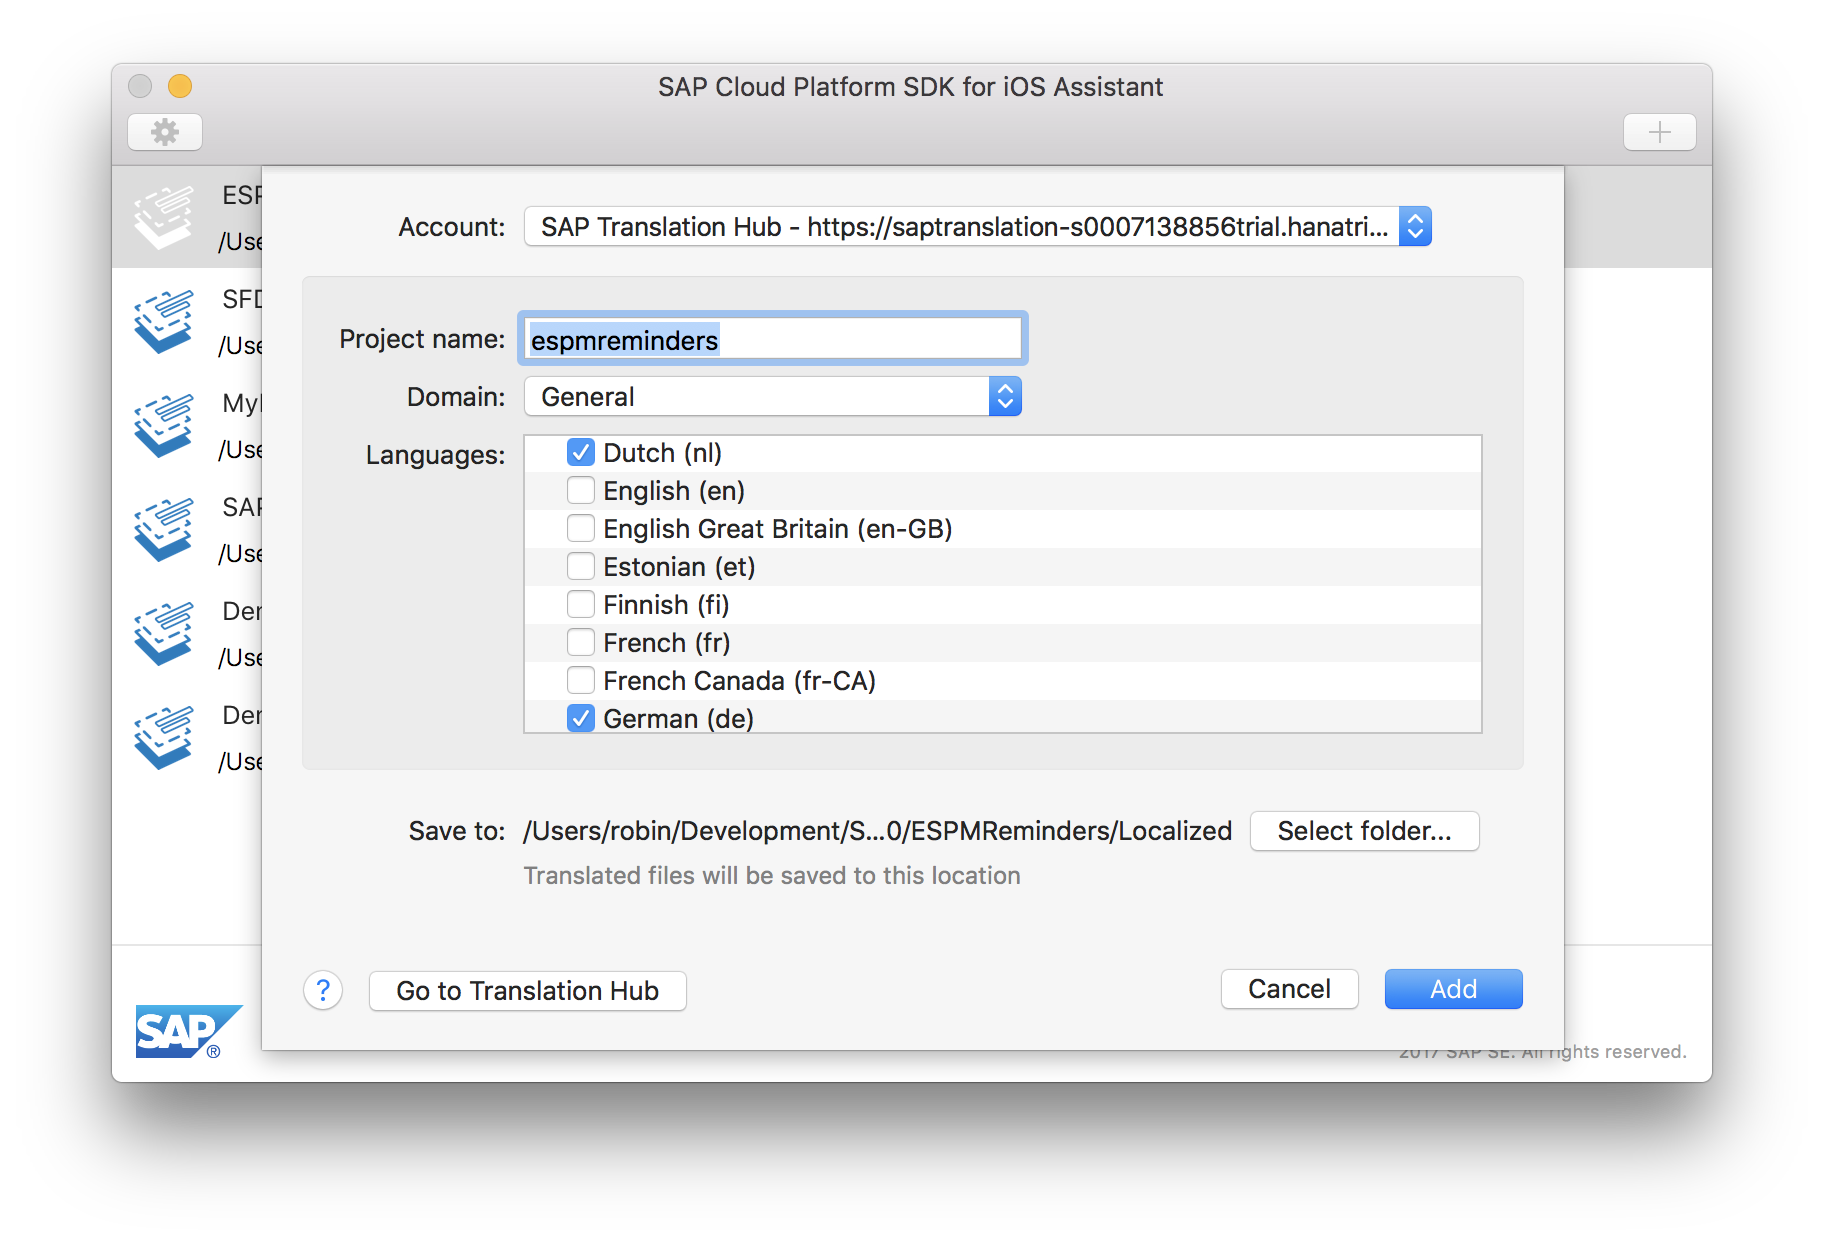 SAP Cloud Platform SDK for iOS Assistant
ESP
/Use
SFD
/Use
/Use
SAP
/Use
Der
/Use
Der
/Use
Account: SAP Translation Hub - https://saptranslation-s0007138856trial.hanatri...
Project name: espmreminders
Domain: General
Languages:
Dutch (nl)
English (en)
English Great Britain (en-GB)
Estonian (et)
Finnish (fi)
French (fr)
French Canada (fr-CA)
German (de)
Save to: /Users/robin/Development/S...0/ESPMReminders/Localized Select folder...
Translated files will be saved to this location
? Go to Translation Hub Cancel Add
SAP ®
2017 SAP SE. All rights reserved.